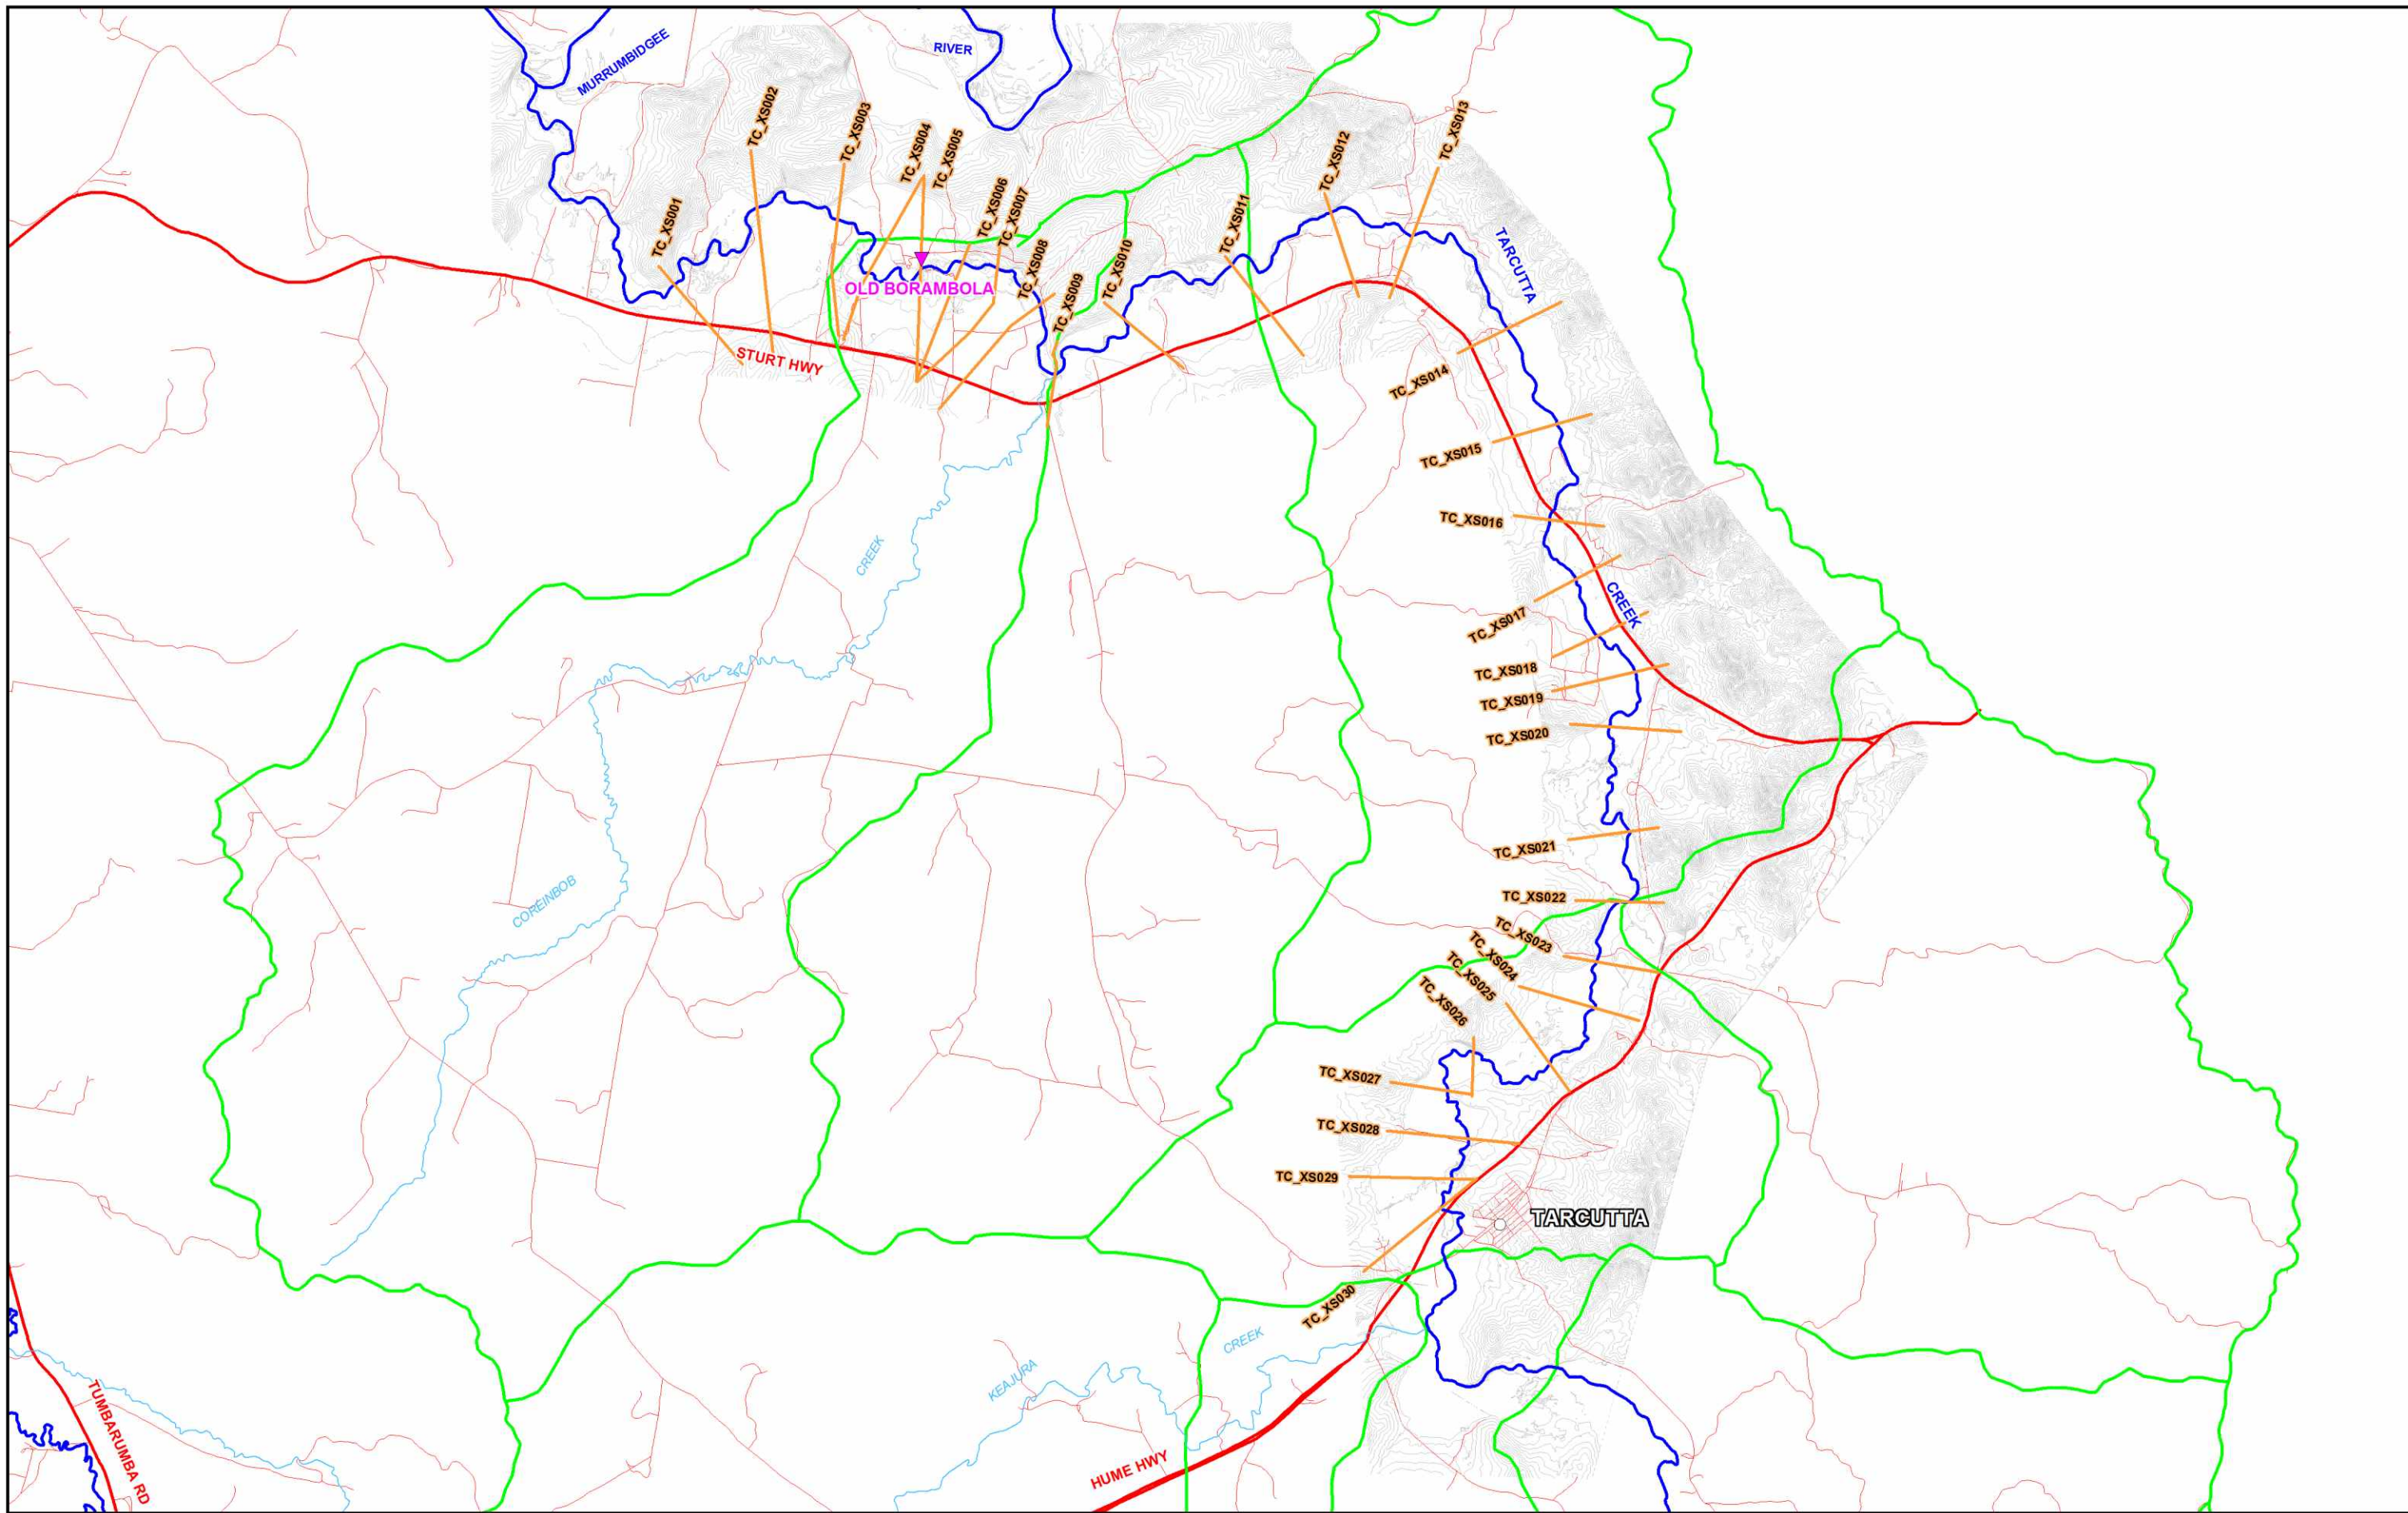 MURRUMBIDGEE
RIVER
TC_XS001
TC_XS002
TC_XS003
TC_XS004
TC_XS005
TC_XS006
TC_XS007
TC_XS008
TC_XS009
TC_XS010
TC_XS011
TC_XS012
TC_XS013
TARCUTTA
OLD BORAMBOLA
STURT HWY
TC_XS014
TC_XS015
TC_XS016
CREEK
CREEK
TC_XS017
TC_XS018
TC_XS019
TC_XS020
TC_XS021
COREINBOB
TC_XS022
TC_XS023
TC_XS024
TC_XS025
TC_XS026
TC_XS027
TC_XS028
TC_XS029
TARCUTTA
TC_XS030
CREEK
KEAJURA
TUMBARUMBA RD
HUME HWY